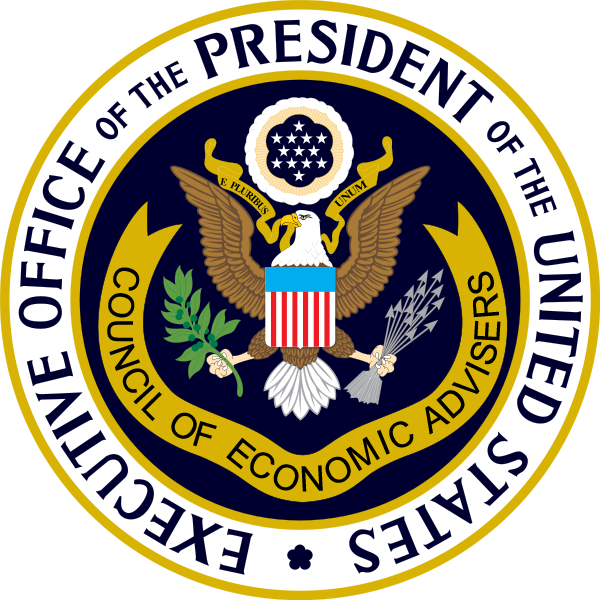 EXECUTIVE OFFICE OF THE PRESIDENT OF THE UNITED STATES
E PLURIBUS UNUM
COUNCIL OF ECONOMIC ADVISERS